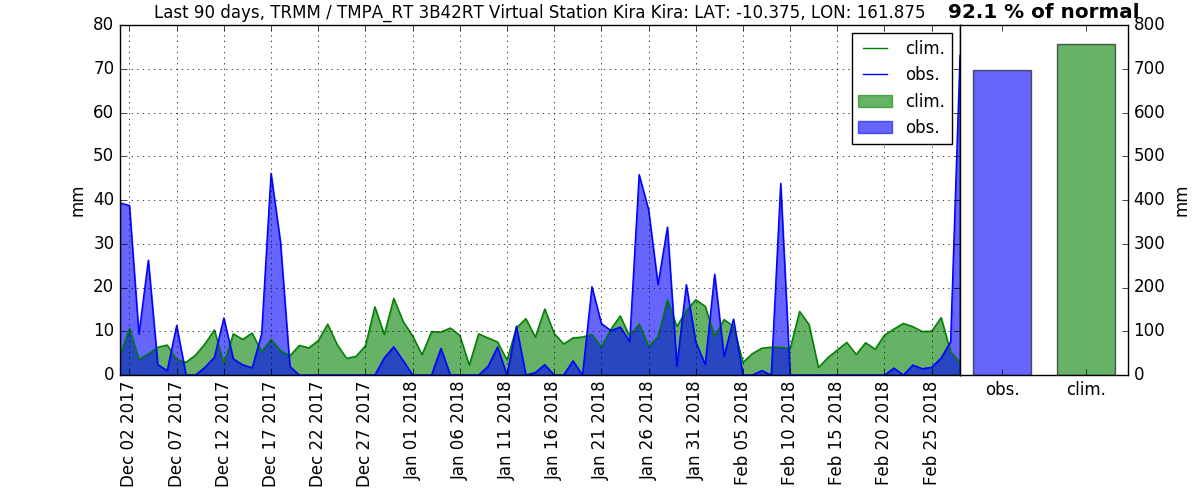 Last 90 days, TRMM / TMPA_RT 3B42RT Virtual Station Kira Kira: LAT: -10.375, LON: 161.875
92.1 % of normal
clim.
obs.
clim.
obs.
mm
80
70
60
50
40
30
20
10
0
800
700
600
500
400
300
200
100
0
mm
Dec 02 2017
Dec 07 2017
Dec 12 2017
Dec 17 2017
Dec 22 2017
Dec 27 2017
Jan 01 2018
Jan 06 2018
Jan 11 2018
Jan 16 2018
Jan 21 2018
Jan 26 2018
Jan 31 2018
Feb 05 2018
Feb 10 2018
Feb 15 2018
Feb 20 2018
Feb 25 2018
obs.
clim.